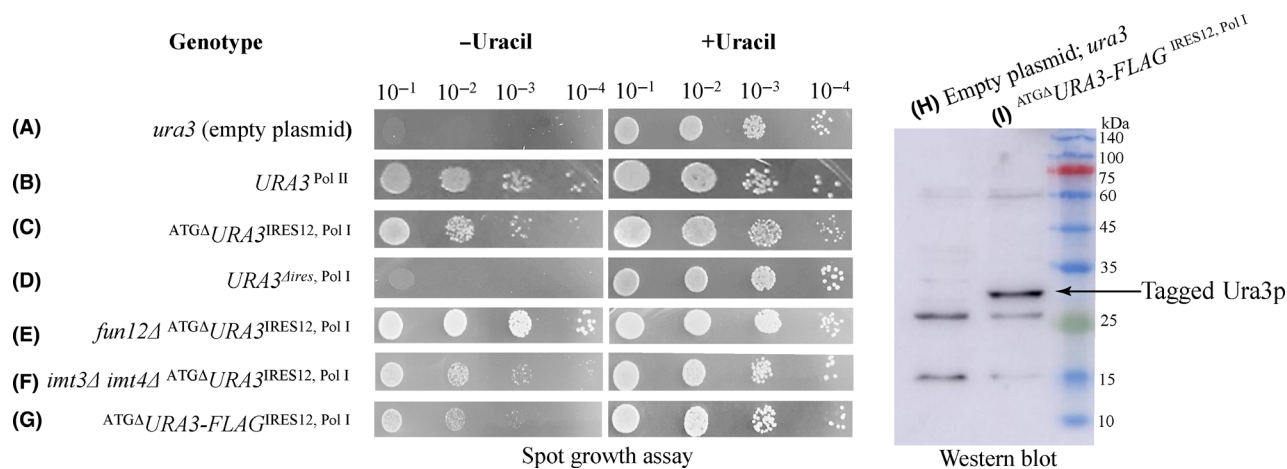 Genotype –Uracil +Uracil
10⁻¹ 10⁻² 10⁻³ 10⁻⁴ 10⁻¹ 10⁻² 10⁻³ 10⁻⁴
(A) ura3 (empty plasmid)
(B) URA3 Pol II
(C) ATGΔURA3 IRES12, Pol I
(D) URA3 Δires, Pol I
(E) fun12Δ ATGΔURA3 IRES12, Pol I
(F) imt3Δ imt4Δ ATGΔURA3 IRES12, Pol I
(G) ATGΔURA3-FLAG IRES12, Pol I
Spot growth assay
(H) Empty plasmid; ura3
(I) ATGΔURA3-FLAG IRES12, Pol I
kDa
140
100
75
60
45
35
Tagged Ura3p
25
15
10
Western blot